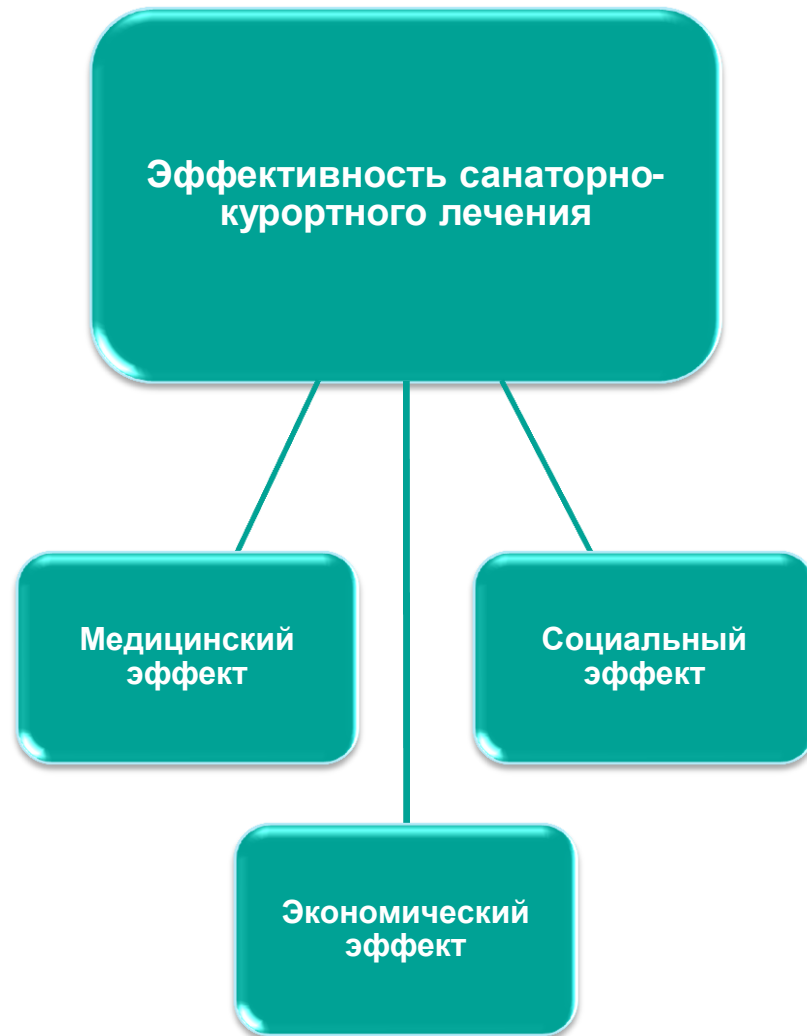 Эффективность санаторно-
курортного лечения
Медицинский
эффект
Социальный
эффект
Экономический
эффект